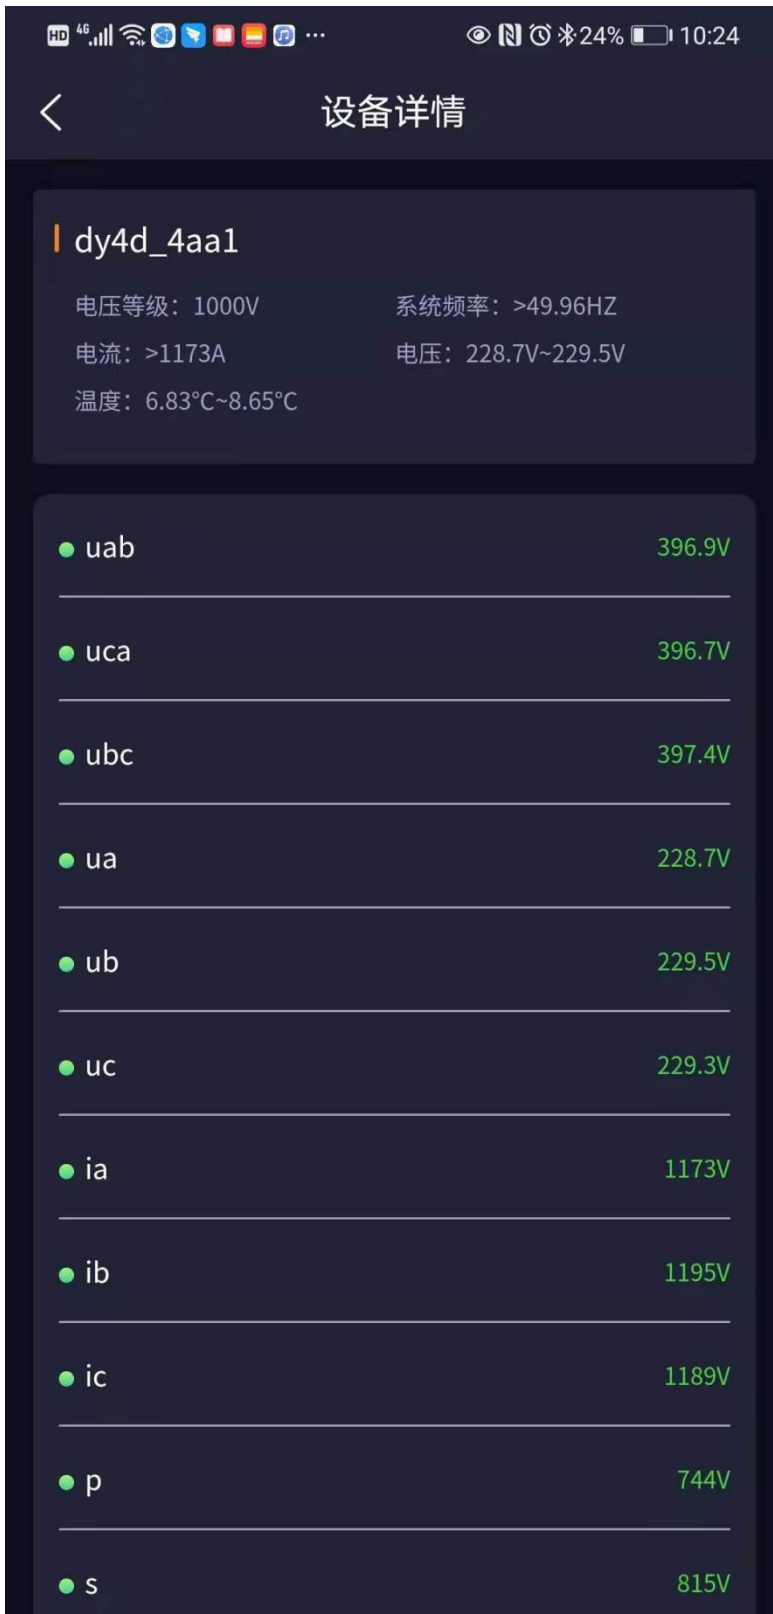 HD 4G 24% 10:24
设备详情
dy4d_4aa1
电压等级：1000V 系统频率：>49.96HZ
电流：>1173A 电压：228.7V~229.5V
温度：6.83°C~8.65°C
uab 396.9V
uca 396.7V
ubc 397.4V
ua 228.7V
ub 229.5V
uc 229.3V
ia 1173V
ib 1195V
ic 1189V
p 744V
s 815V